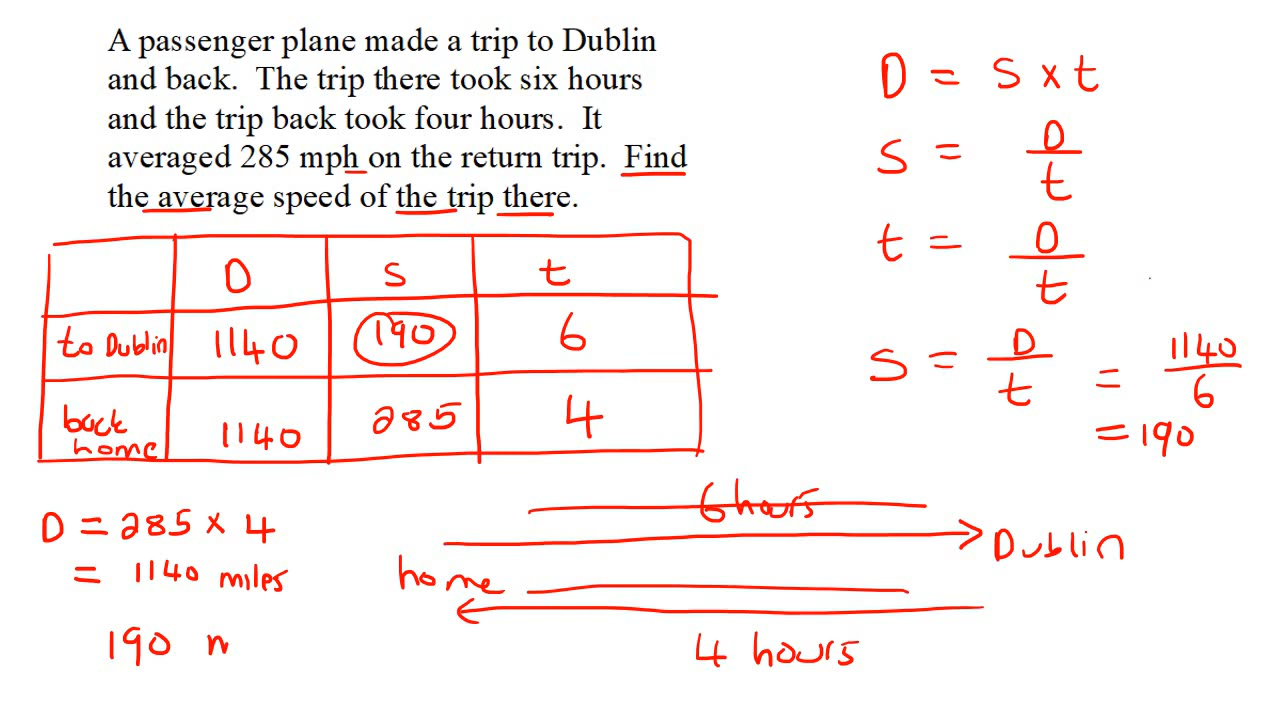 A passenger plane made a trip to Dublin
and back. The trip there took six hours
and the trip back took four hours. It
averaged 285 mph on the return trip. Find
the average speed of the trip there.
D = s x t
s = D/t
t = D/t
s = D/t = 1140/6
= 190
D s t
to Dublin 1140 190 6
back home 1140 285 4
D = 285 x 4
= 1140 miles
190 m
6 hours
Dublin
home
4 hours